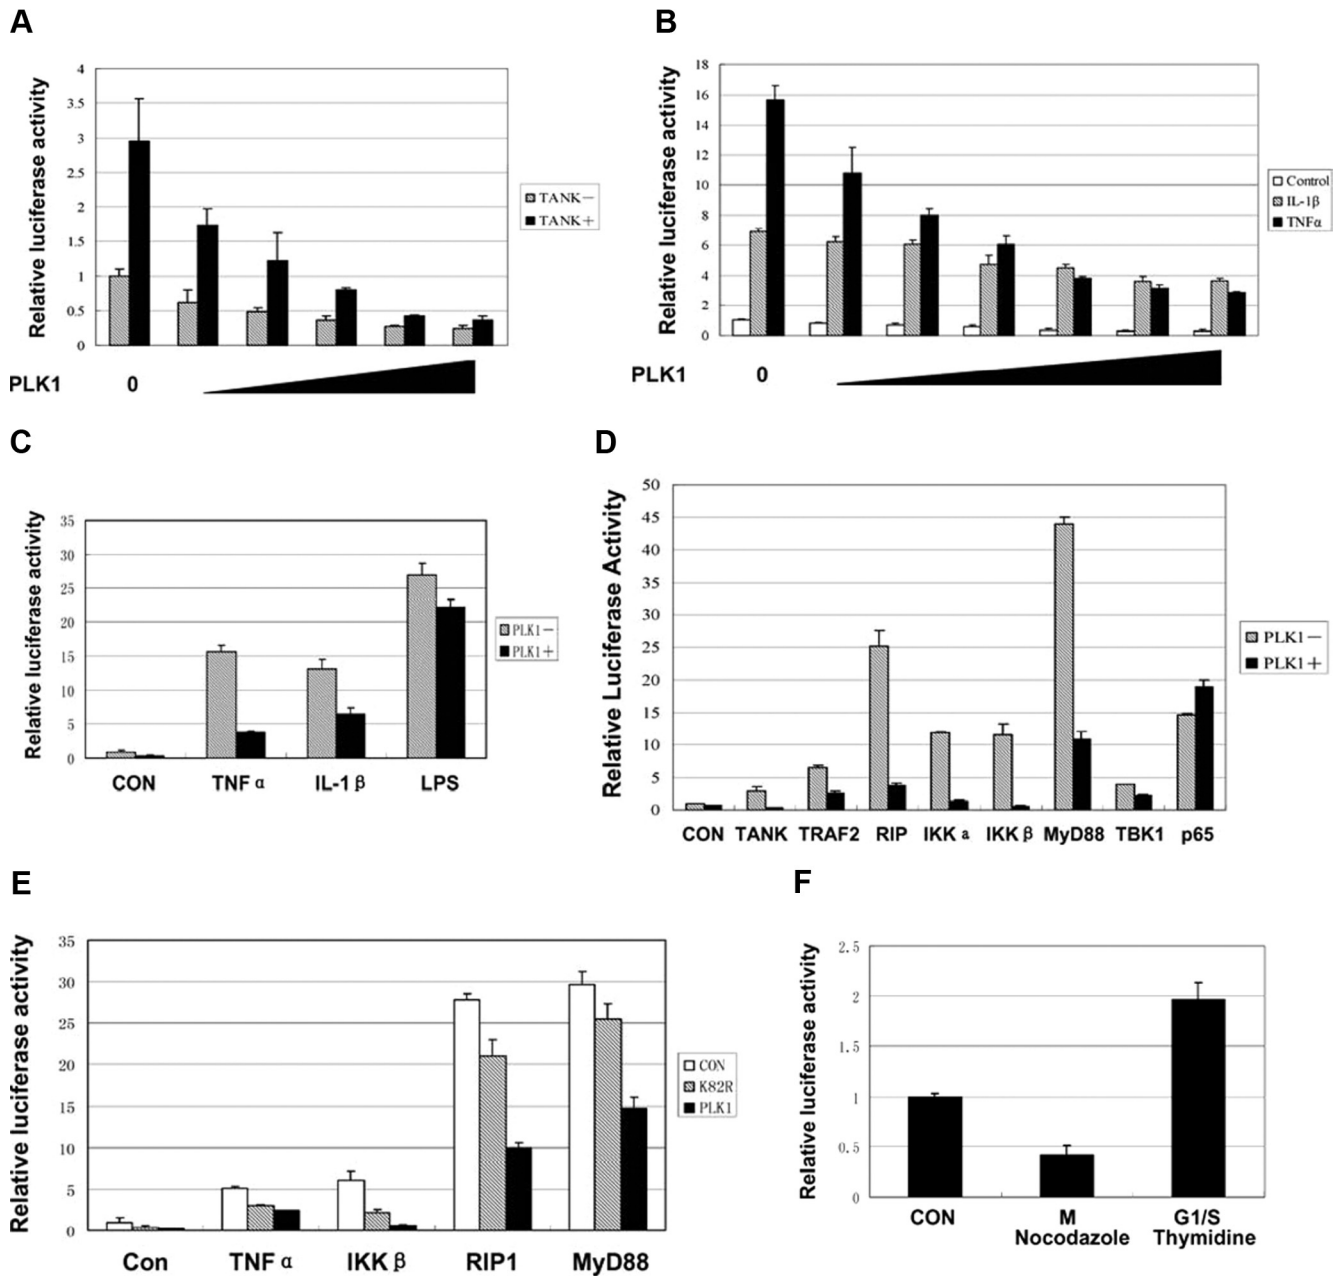 A
Relative luciferase activity
4
3.5
3
2.5
2
1.5
1
0.5
0
TANK−
TANK+
PLK1 0
B
Relative luciferase activity
18
16
14
12
10
8
6
4
2
0
Control
IL-1β
TNFα
PLK1 0
C
Relative luciferase activity
35
30
25
20
15
10
5
0
CON TNF α IL-1 β LPS
PLK1−
PLK1+
D
Relative Luciferase Activity
50
45
40
35
30
25
20
15
10
5
0
CON TANK TRAF2 RIP IKK a IKK β MyD88 TBK1 p65
PLK1−
PLK1+
E
Relative luciferase activity
35
30
25
20
15
10
5
0
Con TNF α IKK β RIP1 MyD88
CON
K82R
PLK1
F
Relative luciferase activity
2.5
2
1.5
1
0.5
0
CON M G1/S
Nocodazole Thymidine